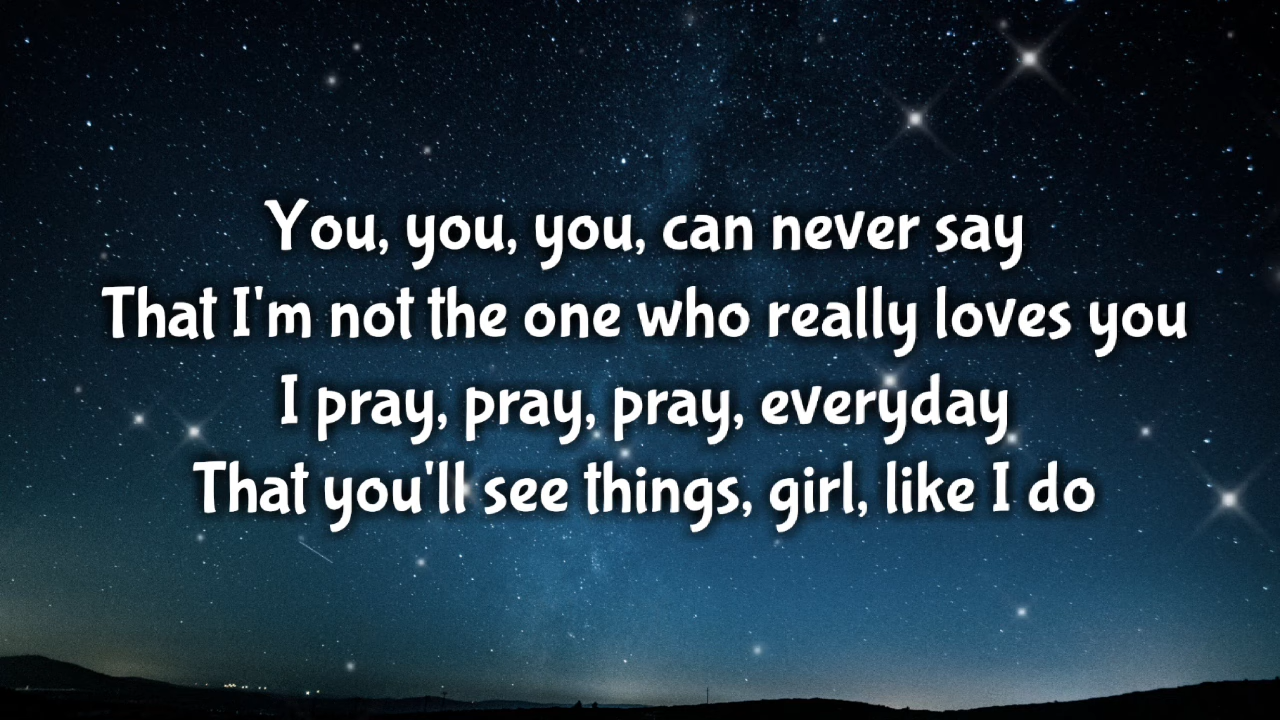 You, you, you, can never say
That I'm not the one who really loves you
I pray, pray, pray, everyday
That you'll see things, girl, like I do